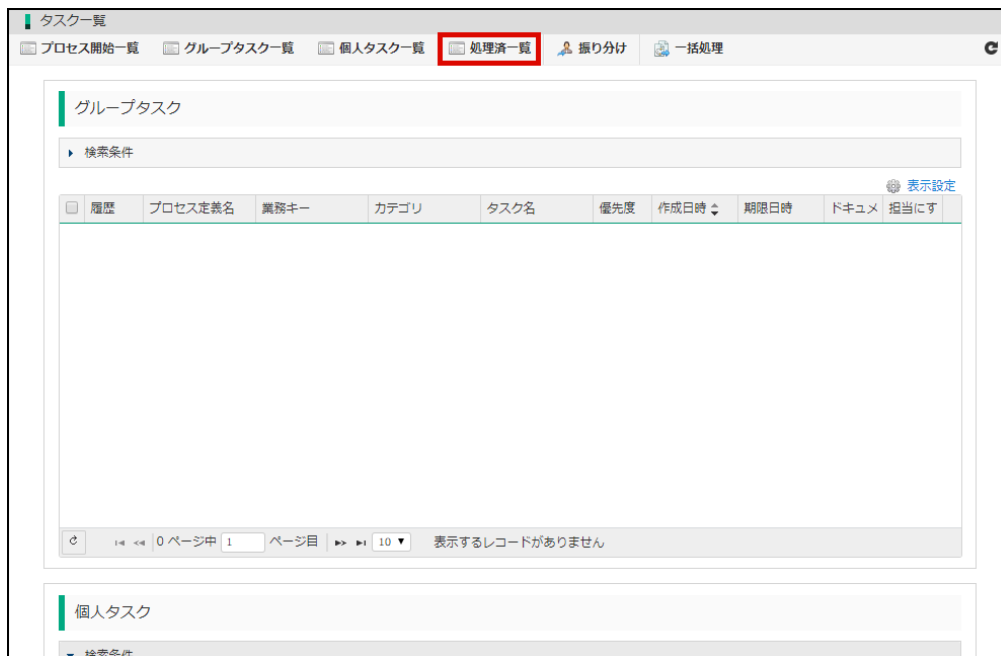 タスク一覧
プロセス開始一覧 グループタスク一覧 個人タスク一覧 処理済一覧 振り分け 一括処理
グループタスク
検索条件
表示設定
履歴 プロセス定義名 業務キー カテゴリ タスク名 優先度 作成日時 期限日時 ドキュメ 担当にす
0 ページ中 1 ページ目 10 表示するレコードがありません
個人タスク
検索条件